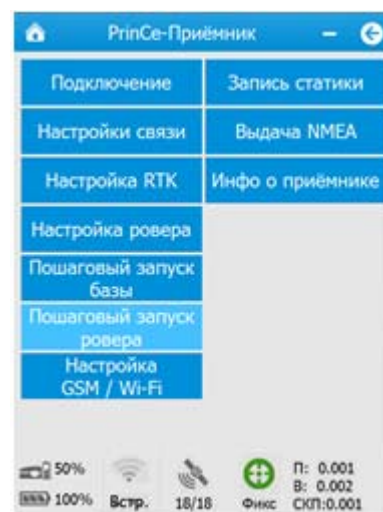 PrinCe-Приёмник
Подключение
Запись статики
Настройки связи
Выдача NMEA
Настройка RTK
Инфо о приёмнике
Настройка ровера
Пошаговый запуск
базы
Пошаговый запуск
ровера
Настройка
GSM / Wi-Fi
50%
100%
Встр.
18/18
Фикс
П: 0.001
В: 0.002
СКП:0.001